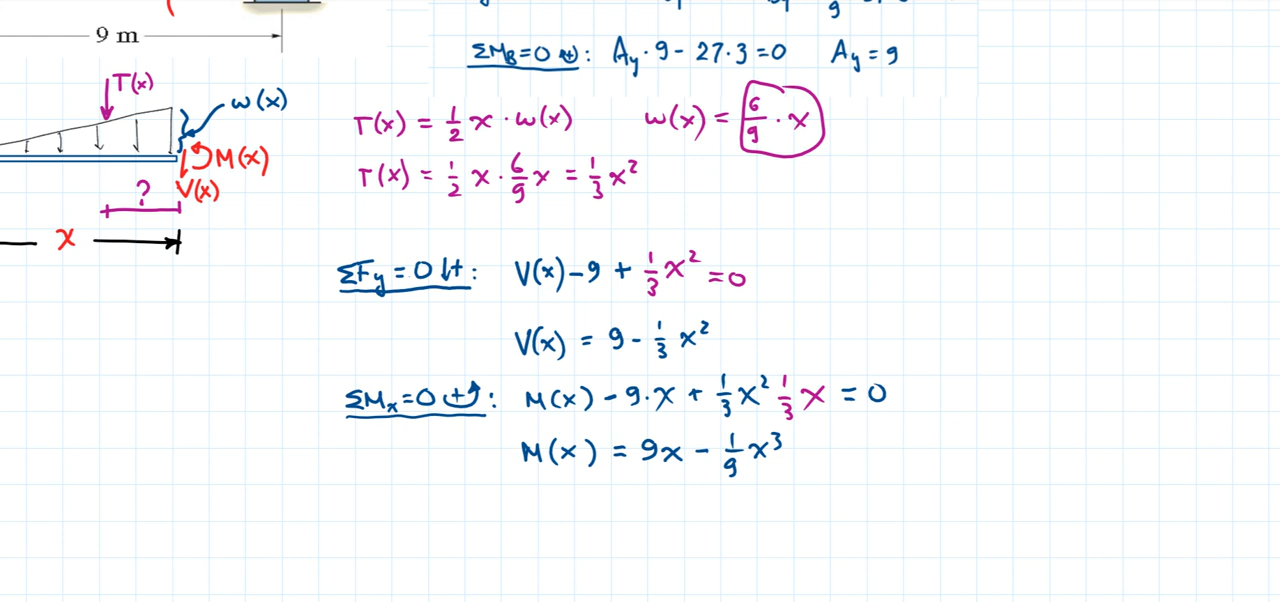 9 m
ΣM_B = 0 ↷+ : A_y · 9 - 27 · 3 = 0 A_y = 9
T(x)
w(x)
M(x)
V(x)
?
x
T(x) = 1/2 x · w(x) w(x) = 6/9 · x
T(x) = 1/2 x · 6/9 x = 1/3 x²
ΣFy = 0 ↓+ : V(x) - 9 + 1/3 x² = 0
V(x) = 9 - 1/3 x²
ΣM_x = 0 + ⤴ : M(x) - 9 · x + 1/3 x² 1/3 x = 0
M(x) = 9x - 1/9 x³